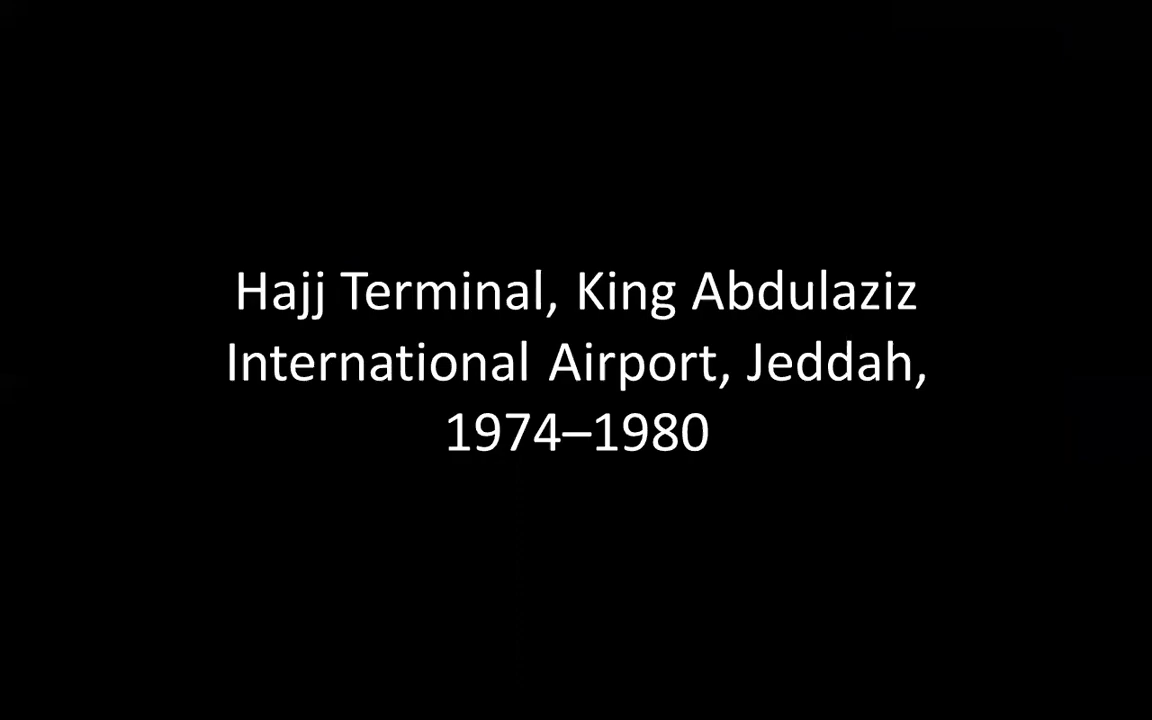 Hajj Terminal, King Abdulaziz
International Airport, Jeddah,
1974–1980